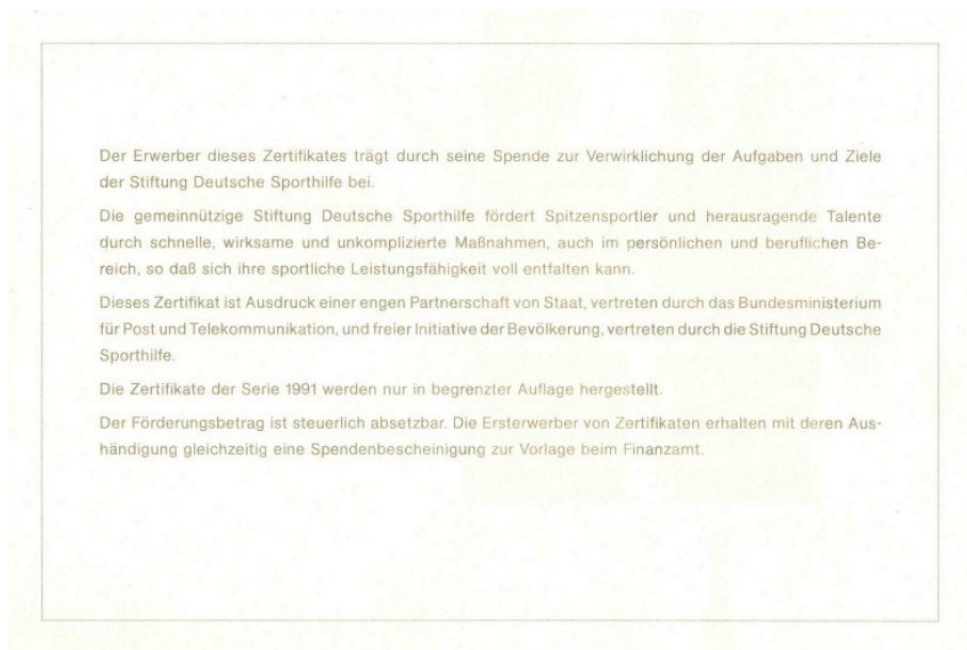 Der Erwerber dieses Zertifikates trägt durch seine Spende zur Verwirklichung der Aufgaben und Ziele
der Stiftung Deutsche Sporthilfe bei.
Die gemeinnützige Stiftung Deutsche Sporthilfe fördert Spitzensportler und herausragende Talente
durch schnelle, wirksame und unkomplizierte Maßnahmen, auch im persönlichen und beruflichen Be-
reich, so daß sich ihre sportliche Leistungsfähigkeit voll entfalten kann.
Dieses Zertifikat ist Ausdruck einer engen Partnerschaft von Staat, vertreten durch das Bundesministerium
für Post und Telekommunikation, und freier Initiative der Bevölkerung, vertreten durch die Stiftung Deutsche
Sporthilfe.
Die Zertifikate der Serie 1991 werden nur in begrenzter Auflage hergestellt.
Der Förderungsbetrag ist steuerlich absetzbar. Die Ersterwerber von Zertifikaten erhalten mit deren Aus-
händigung gleichzeitig eine Spendenbescheinigung zur Vorlage beim Finanzamt.